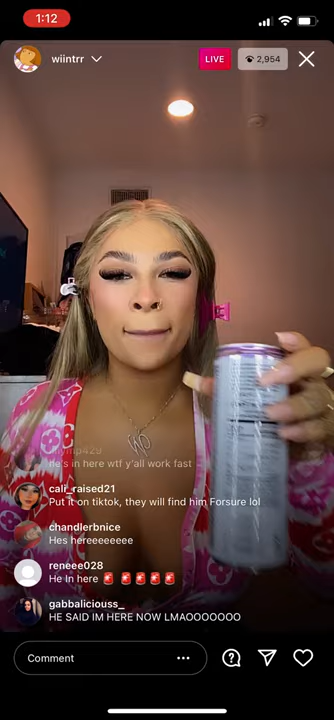 1:12
wiintrr
LIVE
2,954
he's in here wtf y'all work fast
cali_raised21
Put it on tiktok, they will find him Forsure lol
chandlerbnice
Hes hereeeeeeee
reneee028
He In here 🚨 🚨 🚨 🚨 🚨
gabbaliciouss_
HE SAID IM HERE NOW LMAOOOOOOO
Comment